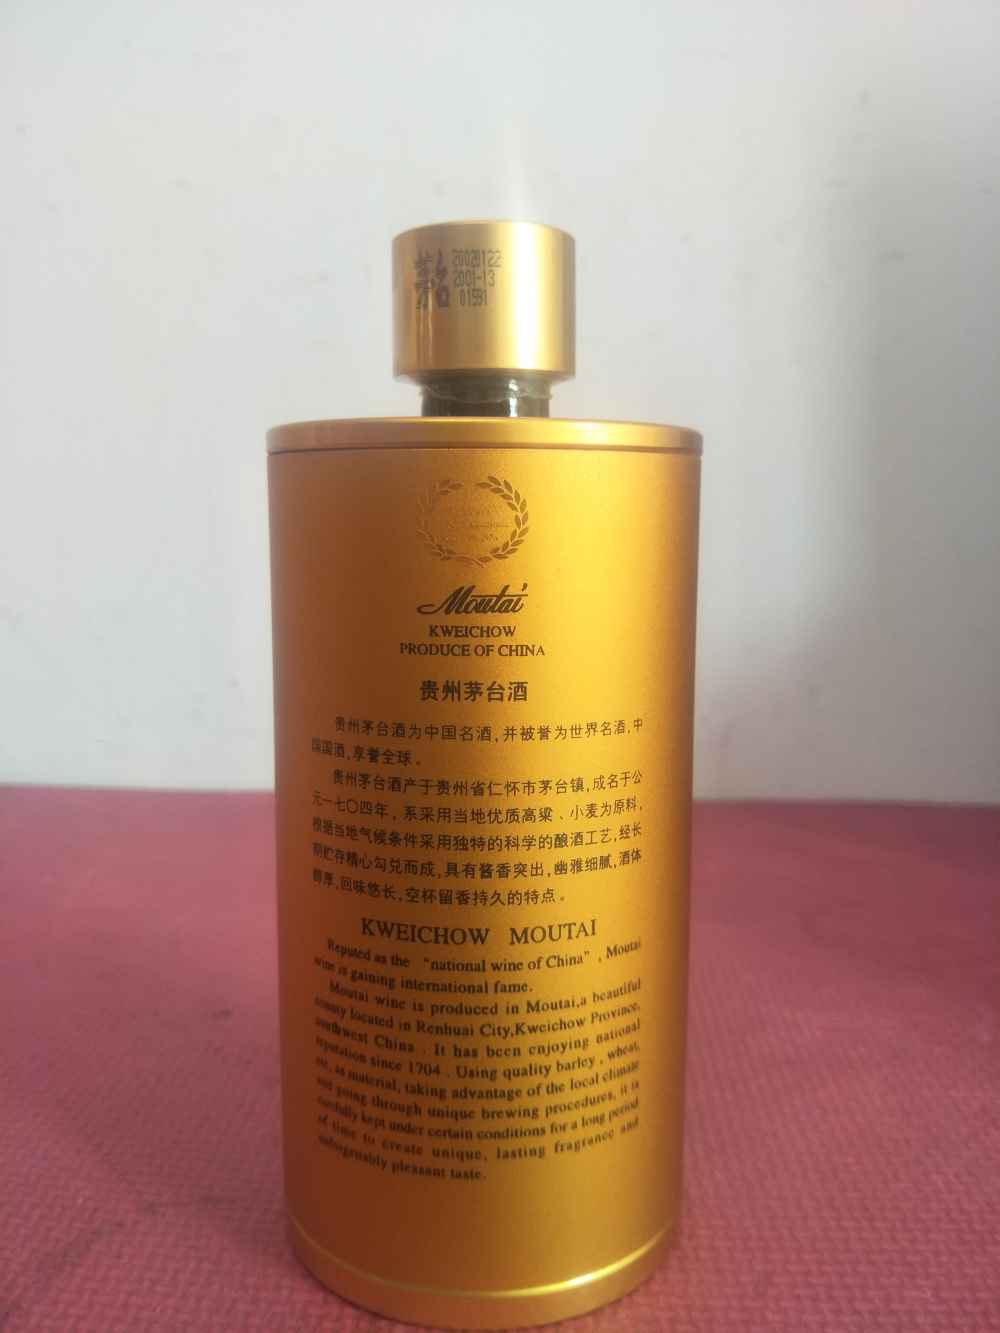 茅台
20020122
2001-13
01591
Moutai
KWEICHOW
PRODUCE OF CHINA
贵州茅台酒
贵州茅台酒为中国名酒,并被誉为世界名酒,中
国国酒,享誉全球。
贵州茅台酒产于贵州省仁怀市茅台镇,成名于公
元一七〇四年,系采用当地优质高粱、小麦为原料,
根据当地气候条件采用独特的科学的酿酒工艺,经长
期贮存精心勾兑而成,具有酱香突出,幽雅细腻,酒体
醇厚,回味悠长,空杯留香持久的特点。
KWEICHOW MOUTAI
Reputed as the “national wine of China”, Moutai
wine is gaining international fame.
Moutai wine is produced in Moutai,a beautiful
county located in Renhuai City,Kweichow Province,
southwest China . It has been enjoying national
reputation since 1704 . Using quality barley , wheat,
etc, as material, taking advantage of the local climate
and going through unique brewing procedures, it is
carefully kept under certain conditions for a long period
of time to create unique, lasting fragrance and
pleasant taste.